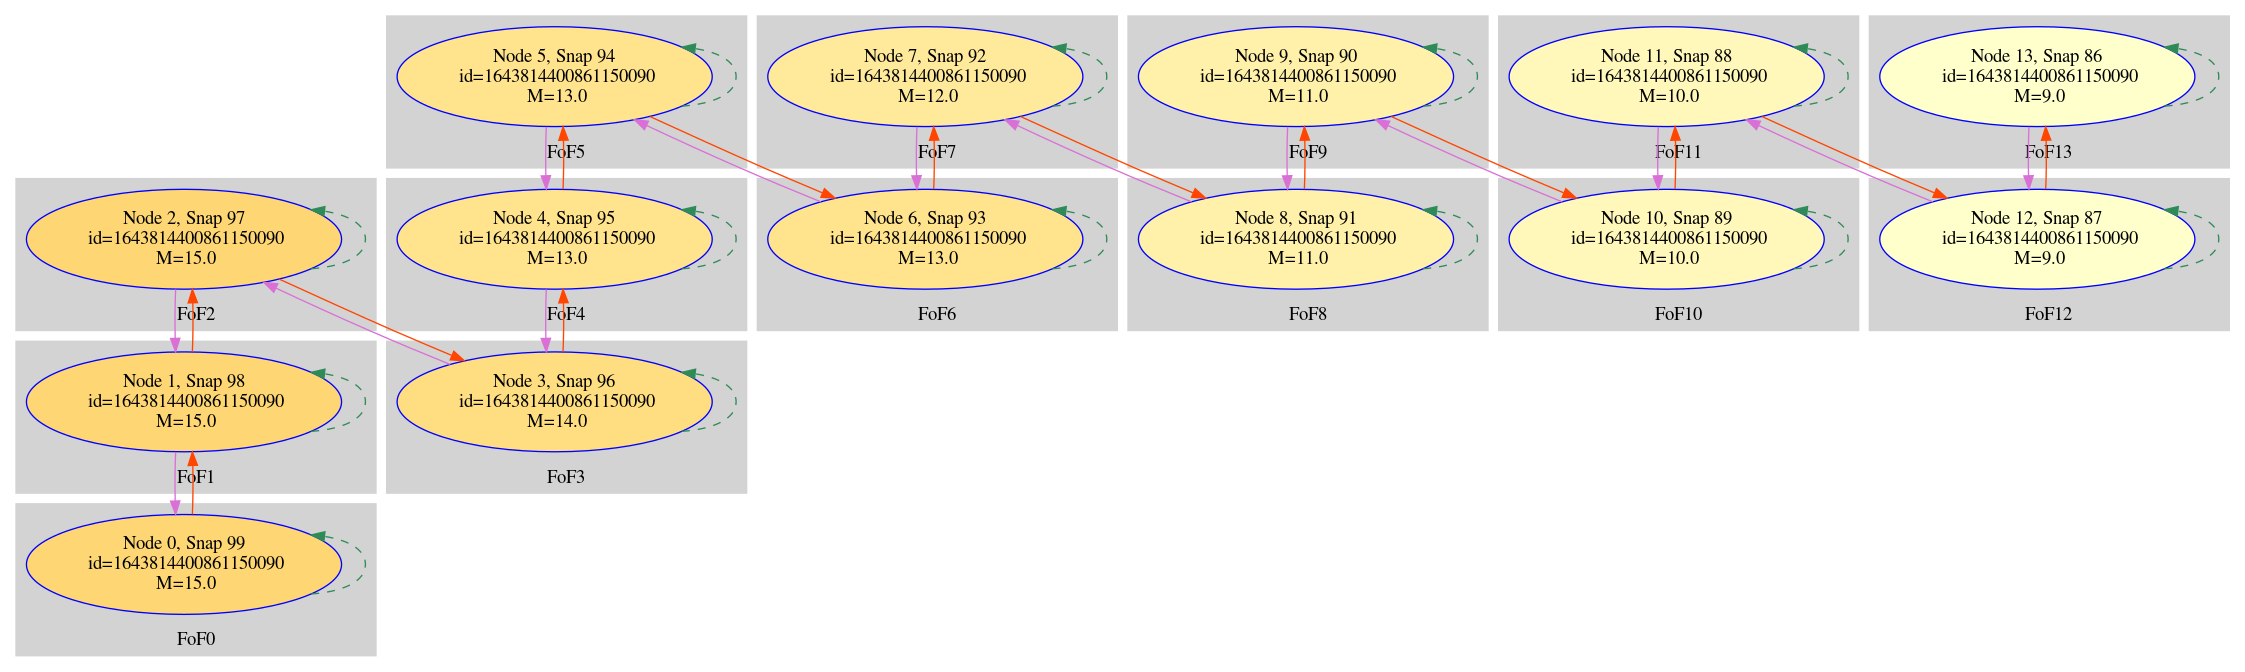 Node 5, Snap 94
id=1643814400861150090
M=13.0
FoF5
Node 7, Snap 92
id=1643814400861150090
M=12.0
FoF7
Node 9, Snap 90
id=1643814400861150090
M=11.0
FoF9
Node 11, Snap 88
id=1643814400861150090
M=10.0
FoF11
Node 13, Snap 86
id=1643814400861150090
M=9.0
FoF13
Node 2, Snap 97
id=1643814400861150090
M=15.0
FoF2
Node 4, Snap 95
id=1643814400861150090
M=13.0
FoF4
Node 6, Snap 93
id=1643814400861150090
M=13.0
FoF6
Node 8, Snap 91
id=1643814400861150090
M=11.0
FoF8
Node 10, Snap 89
id=1643814400861150090
M=10.0
FoF10
Node 12, Snap 87
id=1643814400861150090
M=9.0
FoF12
Node 1, Snap 98
id=1643814400861150090
M=15.0
FoF1
Node 3, Snap 96
id=1643814400861150090
M=14.0
FoF3
Node 0, Snap 99
id=1643814400861150090
M=15.0
FoF0